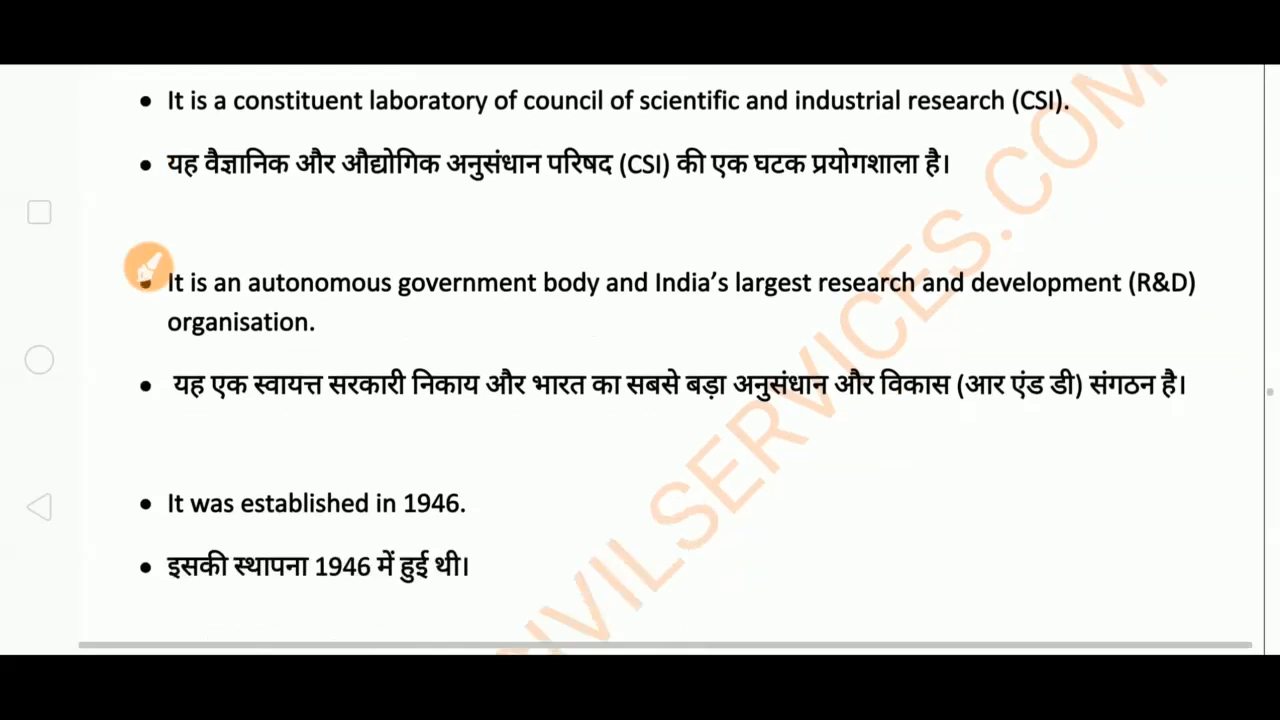 It is a constituent laboratory of council of scientific and industrial research (CSI).
यह वैज्ञानिक और औद्योगिक अनुसंधान परिषद (CSI) की एक घटक प्रयोगशाला है।
It is an autonomous government body and India's largest research and development (R&D)
organisation.
यह एक स्वायत्त सरकारी निकाय और भारत का सबसे बड़ा अनुसंधान और विकास (आर एंड डी) संगठन है।
It was established in 1946.
इसकी स्थापना 1946 में हुई थी।
VILSERVICES.COM